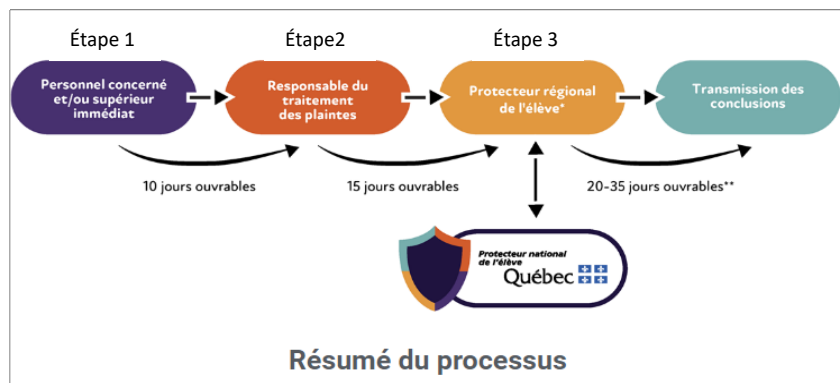 Étape 1
Étape2
Étape 3
Personnel concerné
et/ou supérieur
immédiat
Responsable du
traitement
des plaintes
Protecteur régional
de l'élève*
Transmission des
conclusions
10 jours ouvrables
15 jours ouvrables
20-35 jours ouvrables**
Protecteur national
de l'élève
Québec
Résumé du processus